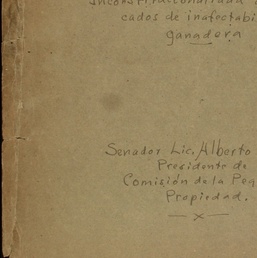 cados de inafectabi
ganadera
Senador Lic. Alberto
Presidente de
Comisión de la Peq
Propiedad.